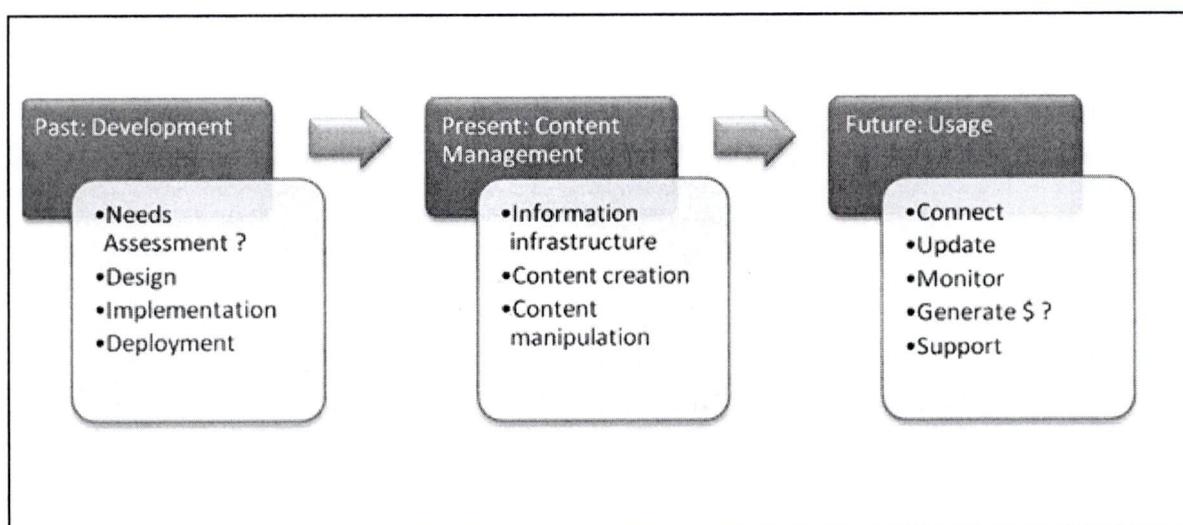 Past: Development
•Needs
Assessment ?
•Design
•Implementation
•Deployment
Present: Content
Management
•Information
infrastructure
•Content creation
•Content
manipulation
Future: Usage
•Connect
•Update
•Monitor
•Generate $ ?
•Support